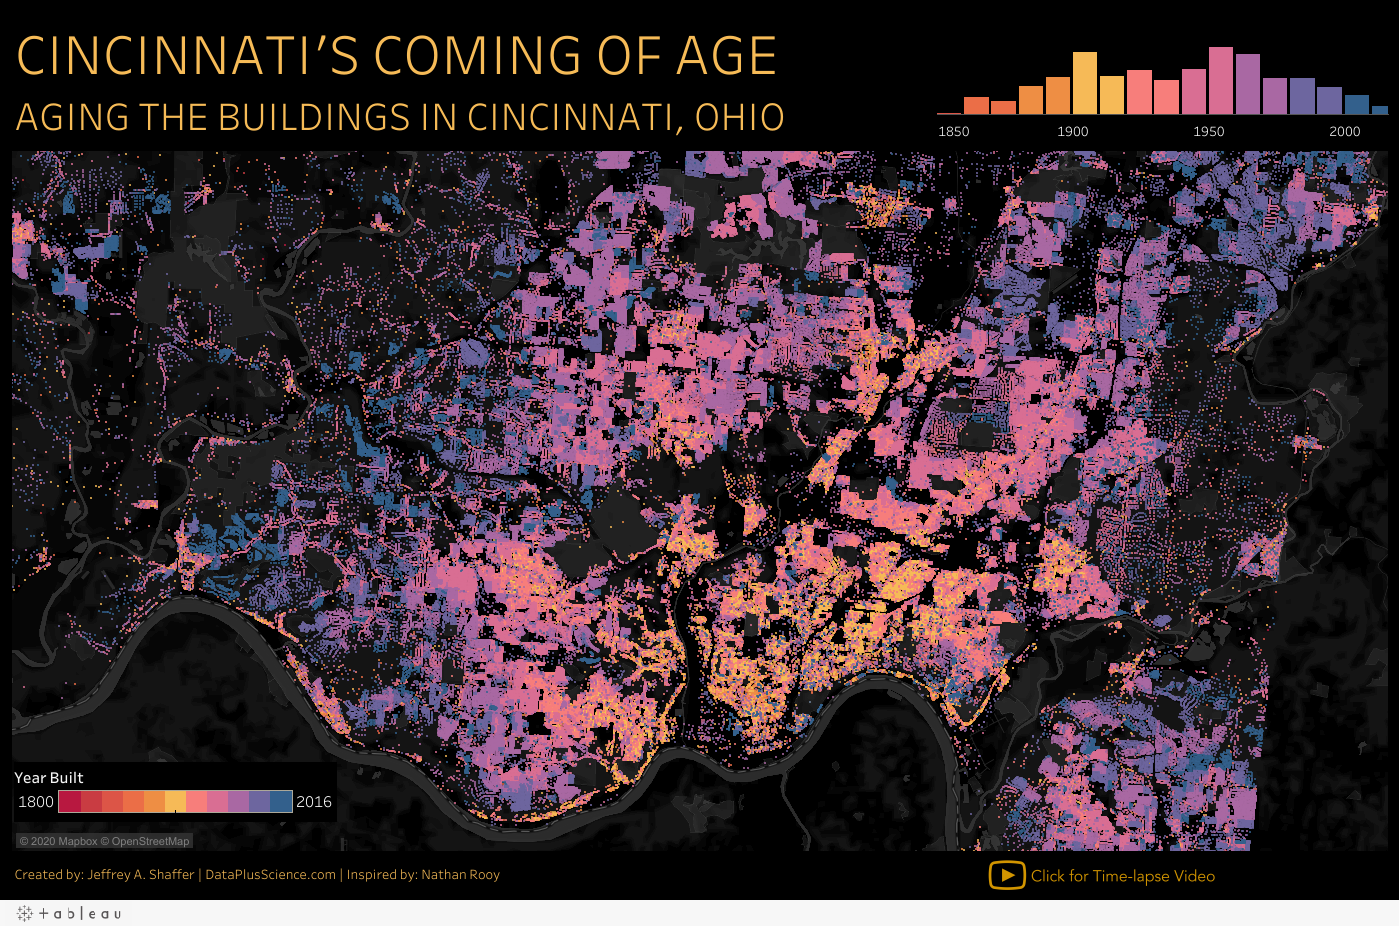 CINCINNATI’S COMING OF AGE
AGING THE BUILDINGS IN CINCINNATI, OHIO
1850 1900 1950 2000
Year Built
1800 2016
© 2020 Mapbox © OpenStreetMap
Created by: Jeffrey A. Shaffer | DataPlusScience.com | Inspired by: Nathan Rooy
Click for Time-lapse Video
+ableau